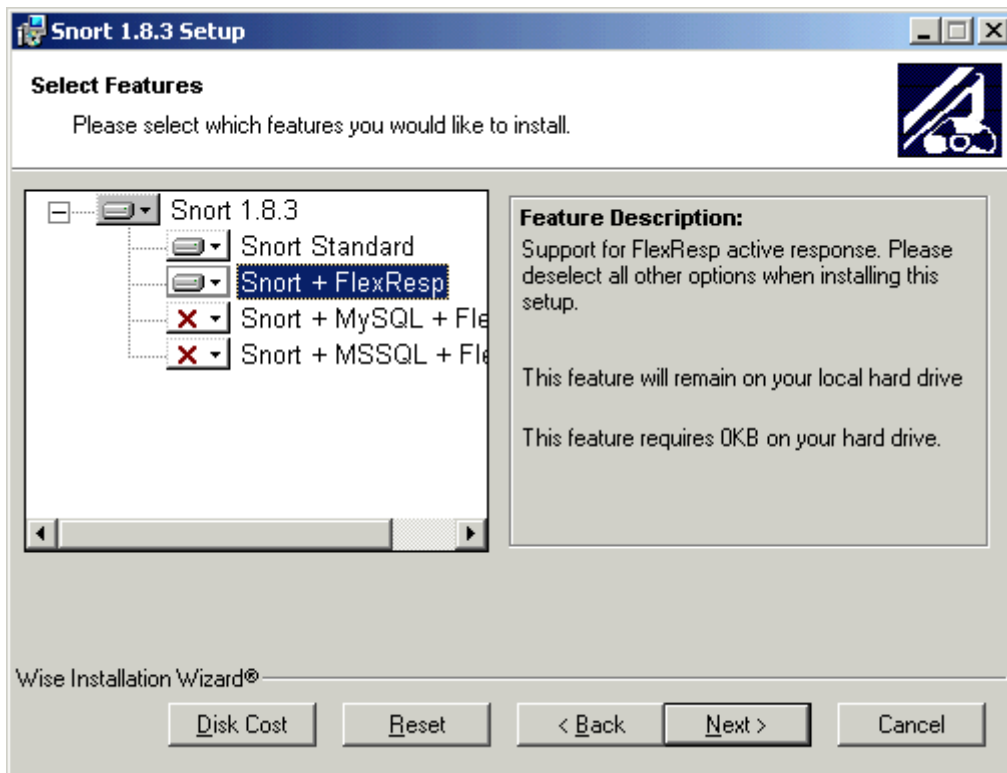 Snort 1.8.3 Setup
Select Features
Please select which features you would like to install.
Snort 1.8.3
Snort Standard
Snort + FlexResp
Snort + MySQL + Fle
Snort + MSSQL + Fle
Feature Description:
Support for FlexResp active response. Please
deselect all other options when installing this
setup.
This feature will remain on your local hard drive
This feature requires 0KB on your hard drive.
Wise Installation Wizard®
Disk Cost
Reset
< Back
Next >
Cancel